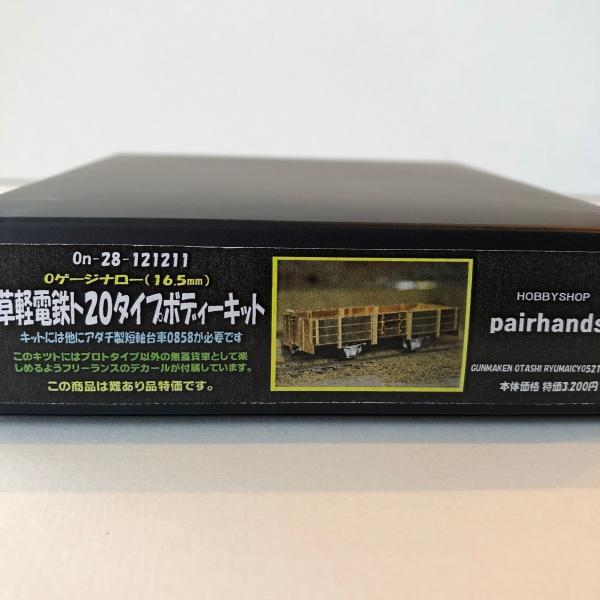 On-28-121211
Oゲージナロー(16.5mm)
草軽電鉄ト20タイプボディーキット
キットには他にアダチ製短軸台車0858が必要です
このキットにはプロトタイプ以外の無蓋貨車として楽
しめるようフリーランスのデカールが付属しています。
この商品は難あり品特価です。
HOBBYSHOP
pairhands
GUNMAKEN OTASHI RYUMAICYO521
本体価格 特価3,200円